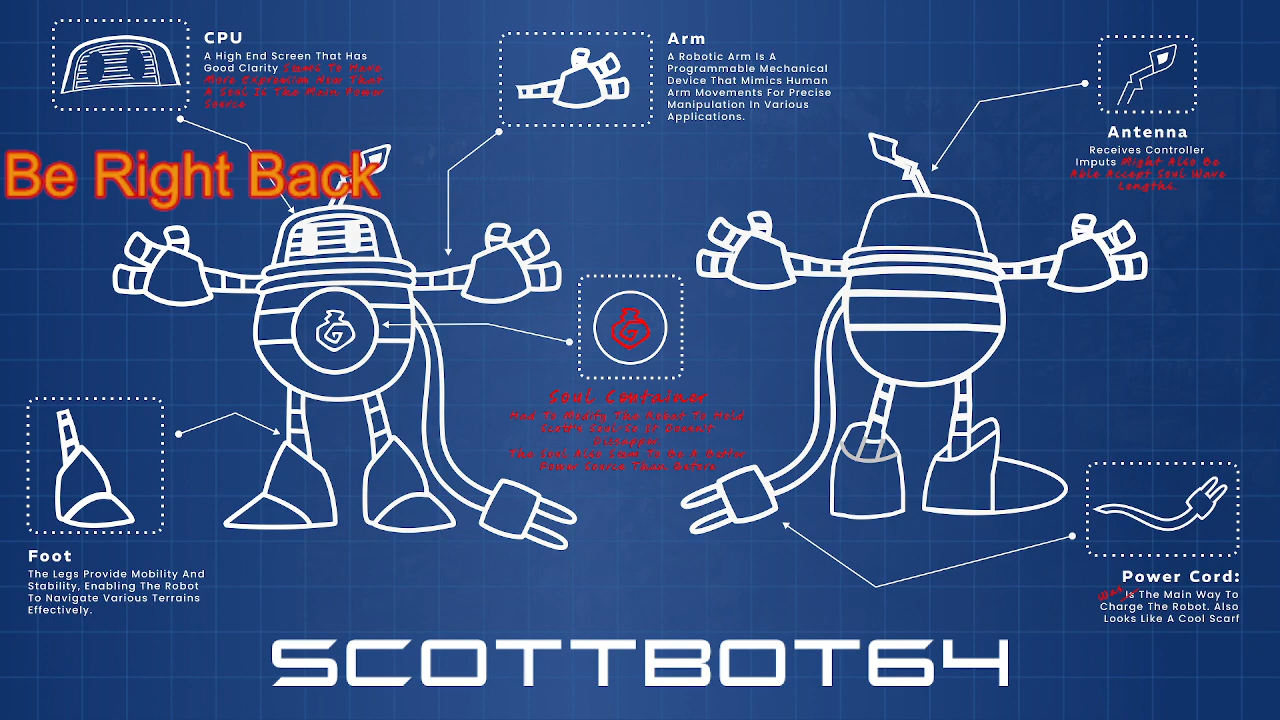 CPU
A High End Screen That Has
Good Clarity Seems To Have
More Expression Now That
A Soul Is The Main Power
Source
Arm
A Robotic Arm Is A
Programmable Mechanical
Device That Mimics Human
Arm Movements For Precise
Manipulation In Various
Applications.
Antenna
Receives Controller
Imputs Might Also Be
Able Accept Soul Wave
Lengths.
Be Right Back
G
G
Soul Container
Had To Modify The Robot To Hold
Scott's Soul So It Doesn't
Disappear
The Soul Also Seem To Be A Better
Power Source Than Before
Foot
The Legs Provide Mobility And
Stability, Enabling The Robot
To Navigate Various Terrains
Effectively.
Power Cord:
Was Is The Main Way To
Charge The Robot. Also
Looks Like A Cool Scarf
SCOTTBOT64